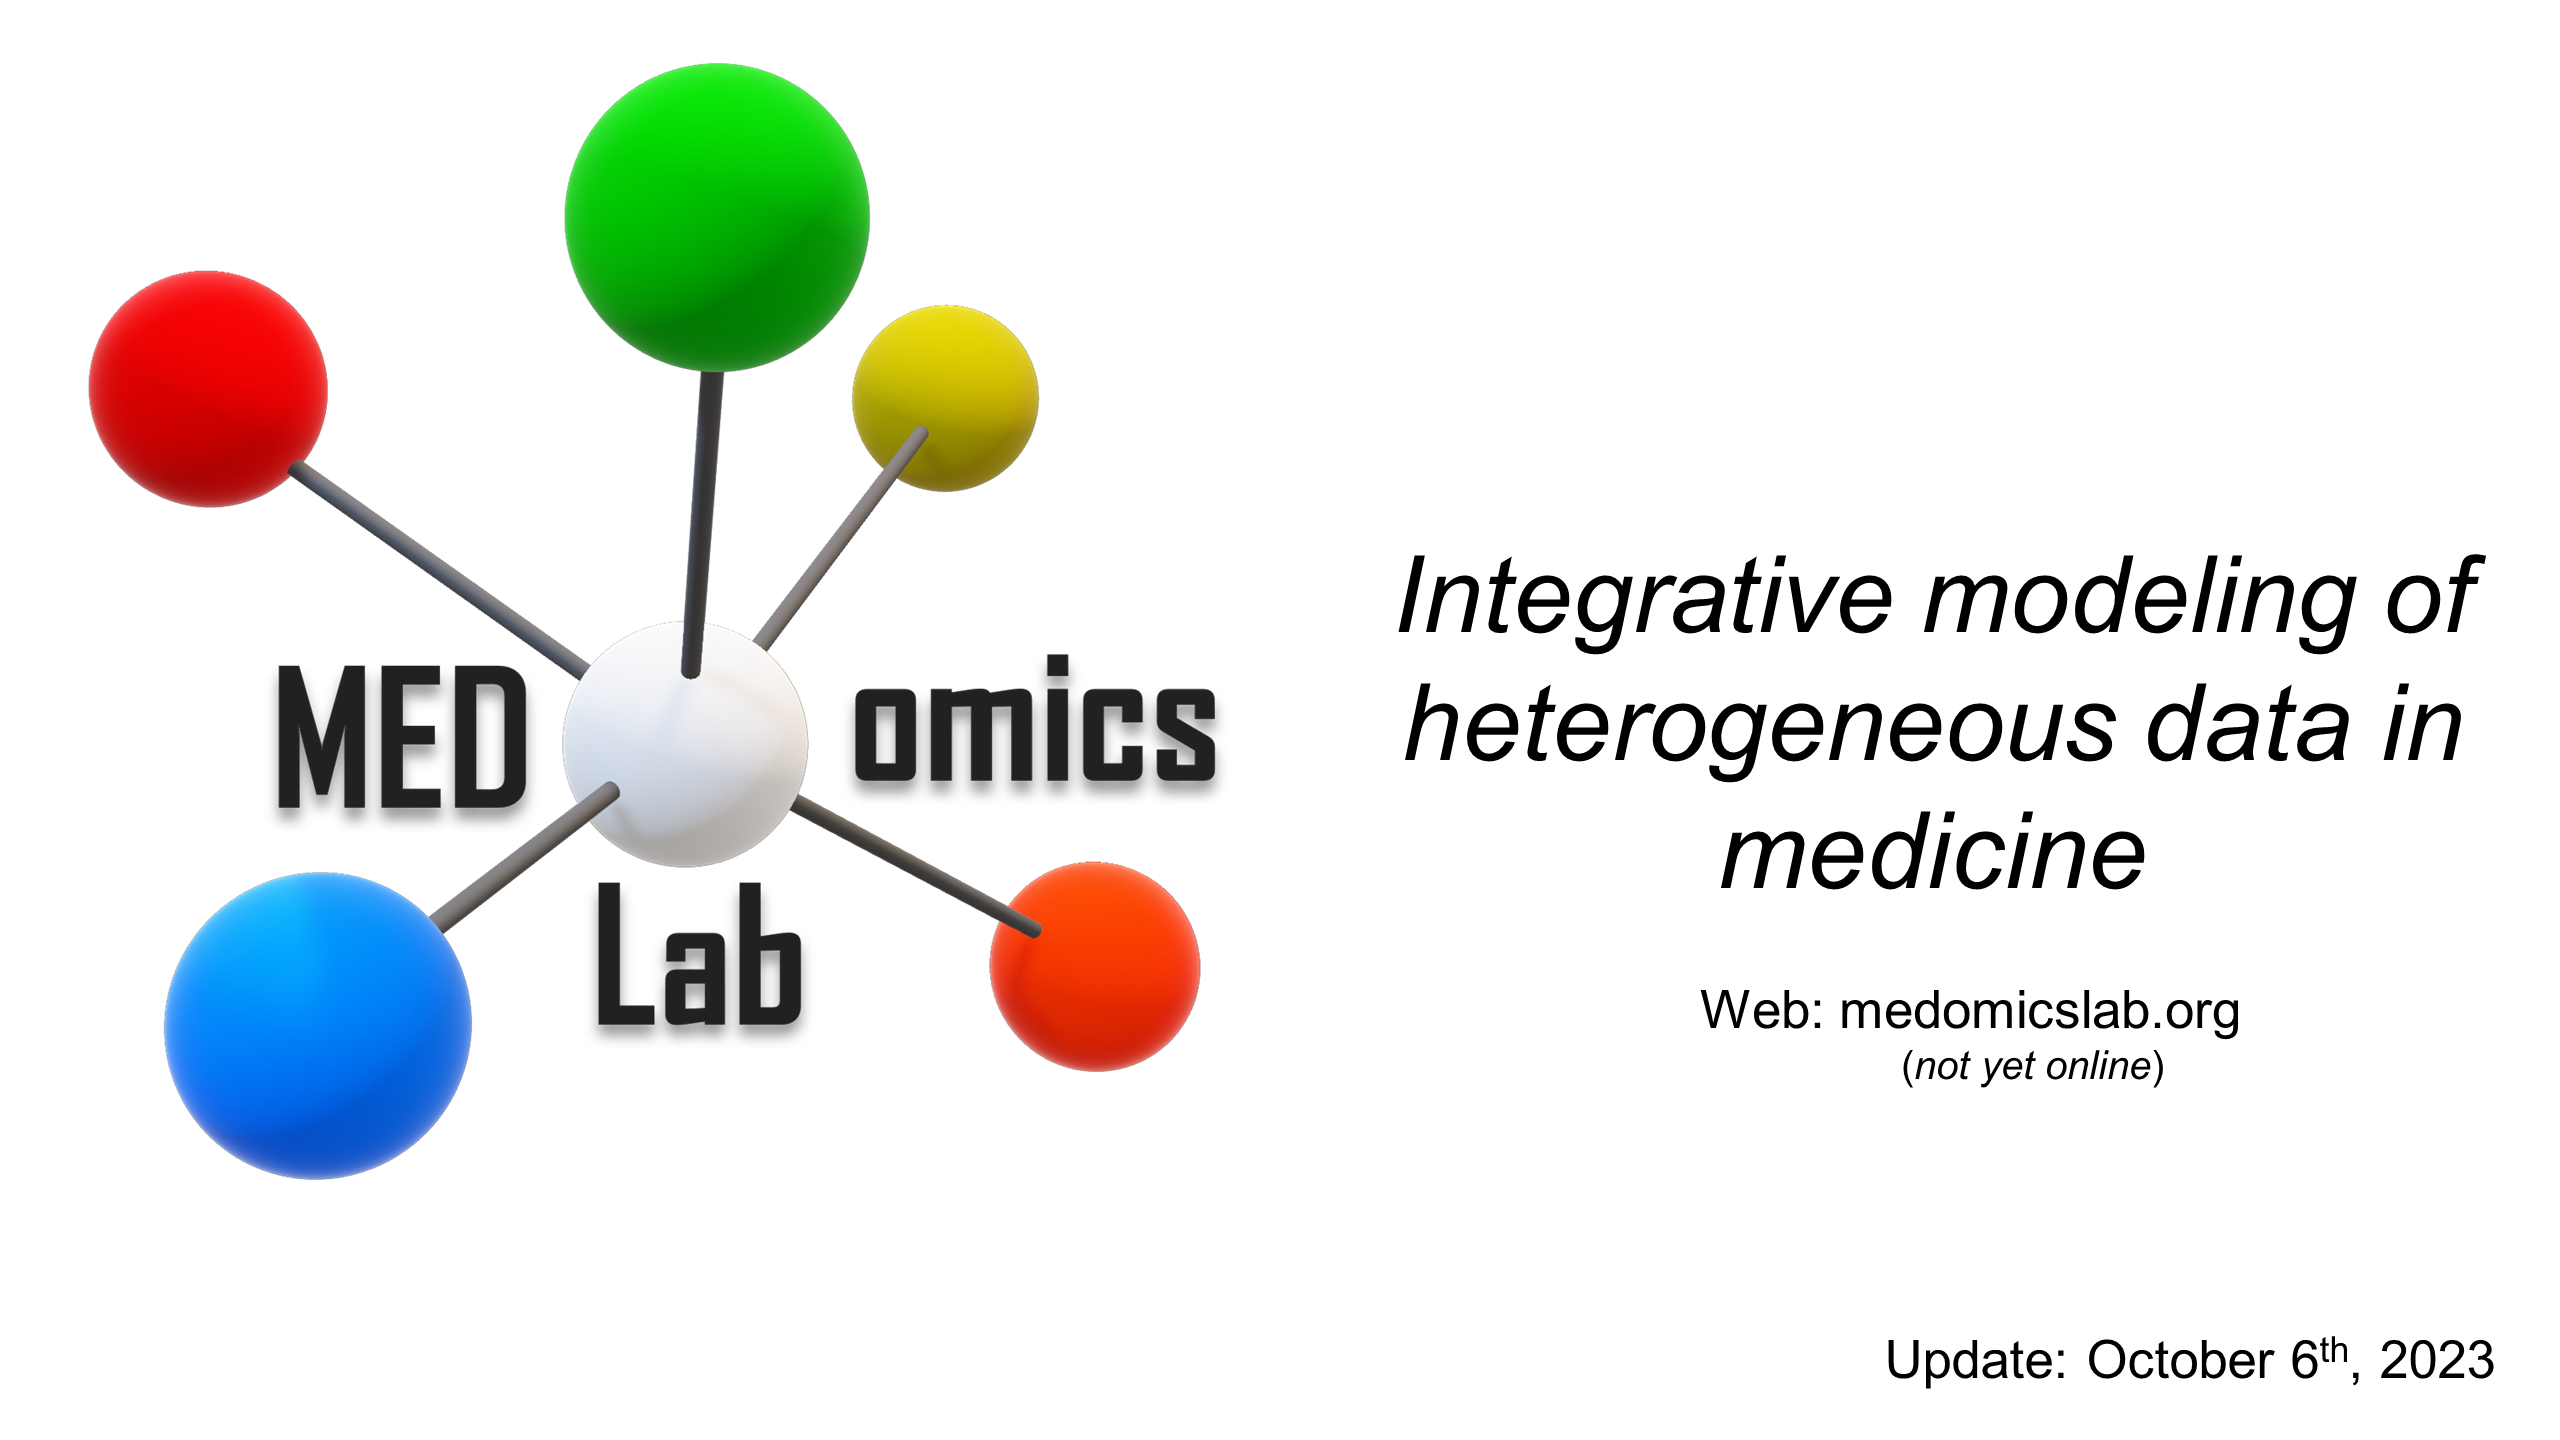 MED
omics
Lab
Integrative modeling of
heterogeneous data in
medicine
Web: medomicslab.org
(not yet online)
Update: October 6th, 2023